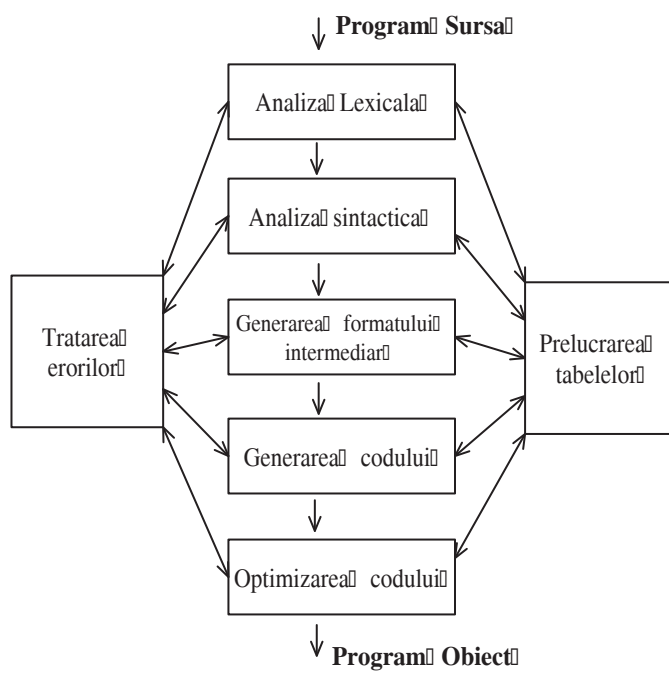 Program Sursa
Analiza Lexicala
Analiza sintactica
Generarea formatului
intermediar
Tratarea
erorilor
Prelucrarea
tabelelor
Generarea codului
Optimizarea codului
Program Obiect